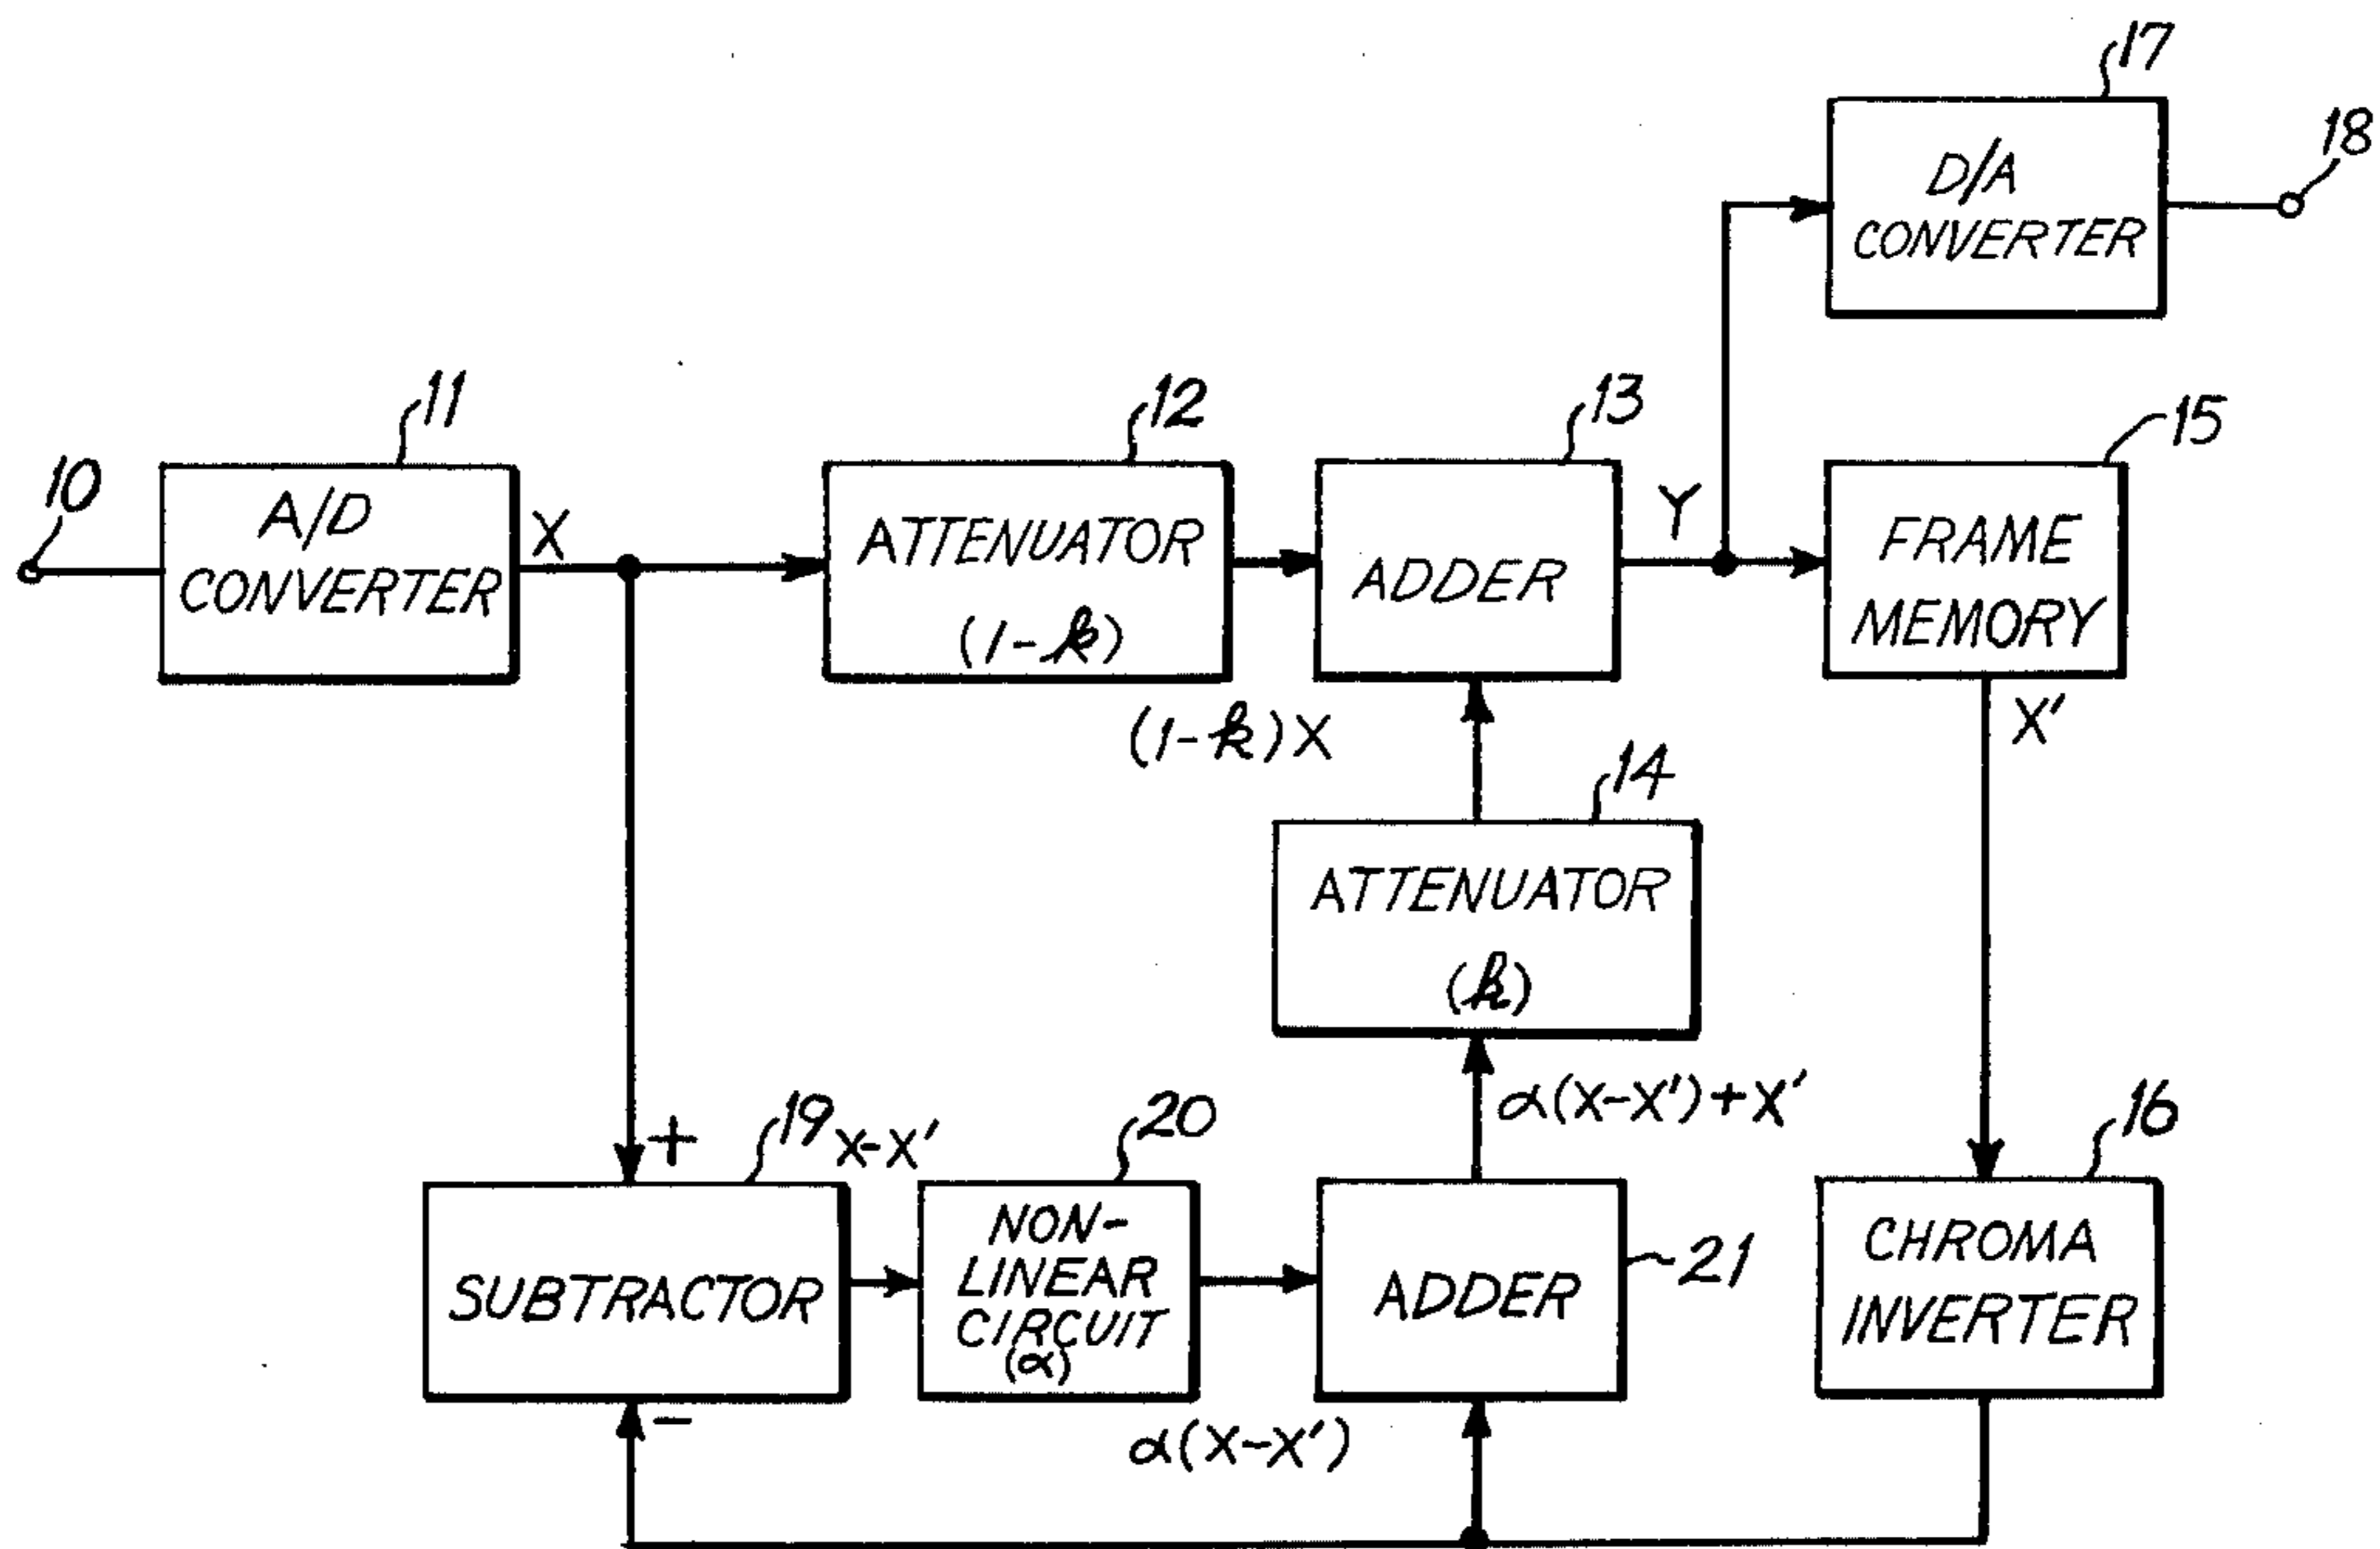 17
18
D/A
CONVERTER
10
11
A/D
CONVERTER
X
12
ATTENUATOR
(1-k)
(1-k)X
13
ADDER
Y
15
FRAME
MEMORY
X'
14
ATTENUATOR
(k)
α(X-X')+X'
+
19
X-X'
SUBTRACTOR
-
20
NON-
LINEAR
CIRCUIT
(α)
α(X-X')
ADDER
21
16
CHROMA
INVERTER